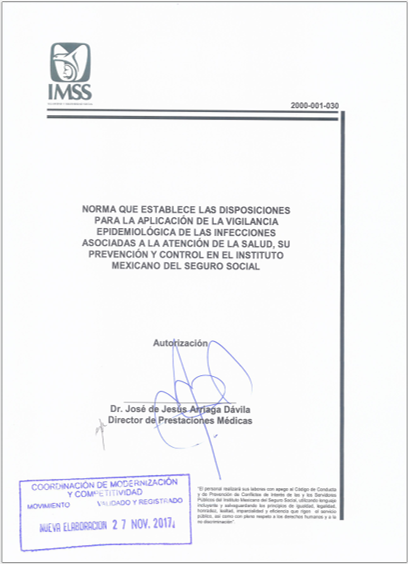 IMSS
2000-001-030
NORMA QUE ESTABLECE LAS DISPOSICIONES
PARA LA APLICACIÓN DE LA VIGILANCIA
EPIDEMIOLÓGICA DE LAS INFECCIONES
ASOCIADAS A LA ATENCIÓN DE LA SALUD, SU
PREVENCIÓN Y CONTROL EN EL INSTITUTO
MEXICANO DEL SEGURO SOCIAL
Autorización
Dr. José de Jesús Arriaga Dávila
Director de Prestaciones Médicas
COORDINACIÓN DE MODERNIZACIÓN
Y COMPETITIVIDAD
MOVIMIENTO VALIDADO Y REGISTRADO
NUEVA ELABORACION 27 NOV. 2017
"El personal realizará sus labores con apego al Código de Conducta
y de Prevención de Conflictos de Interés de las y los Servidores
Públicos del Instituto Mexicano del Seguro Social, utilizando lenguaje
incluyente y salvaguardando los principios de igualdad, legalidad,
honradez, lealtad, imparcialidad y eficiencia que rigen el servicio
público, así como con pleno respeto a los derechos humanos y a la
no discriminación".